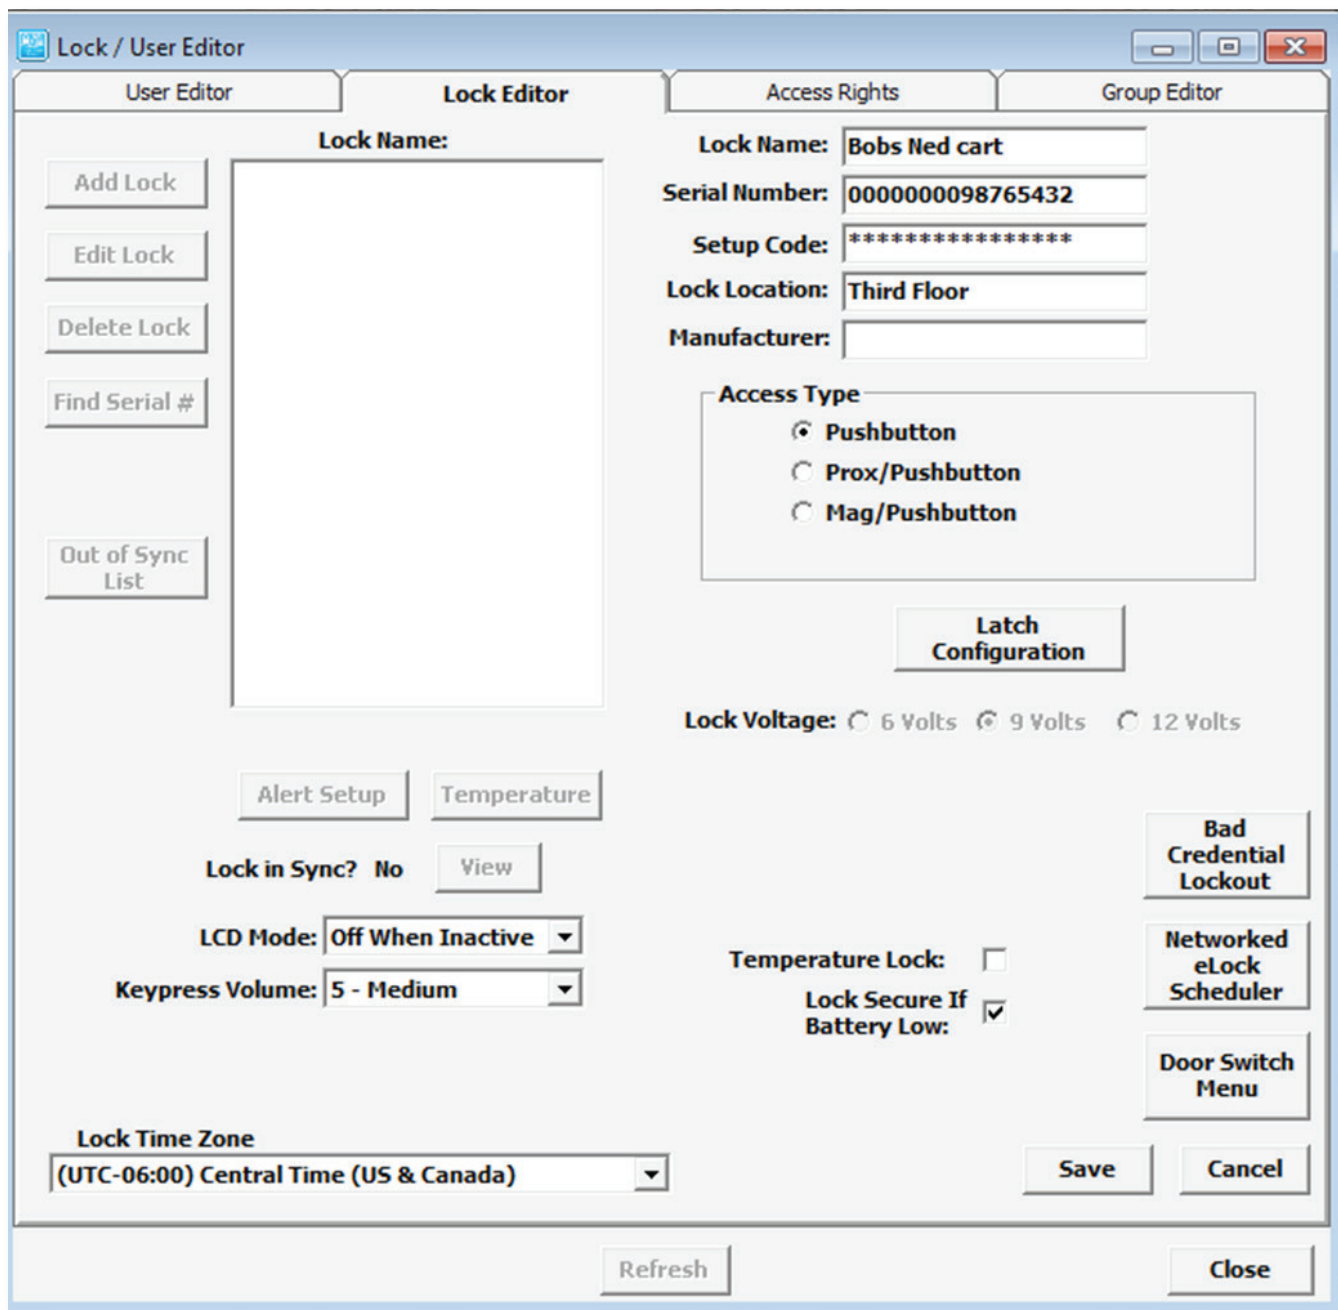 Lock / User Editor
User Editor
Lock Editor
Access Rights
Group Editor
Lock Name:
Add Lock
Edit Lock
Delete Lock
Find Serial #
Out of Sync
List
Lock Name: Bobs Ned cart
Serial Number: 0000000098765432
Setup Code: ****************
Lock Location: Third Floor
Manufacturer:
Access Type
Pushbutton
Prox/Pushbutton
Mag/Pushbutton
Latch
Configuration
Lock Voltage: 6 Volts 9 Volts 12 Volts
Alert Setup
Temperature
Lock in Sync? No View
LCD Mode: Off When Inactive
Keypress Volume: 5 - Medium
Temperature Lock:
Lock Secure If
Battery Low:
Bad
Credential
Lockout
Networked
eLock
Scheduler
Door Switch
Menu
Lock Time Zone
(UTC-06:00) Central Time (US & Canada)
Save
Cancel
Refresh
Close